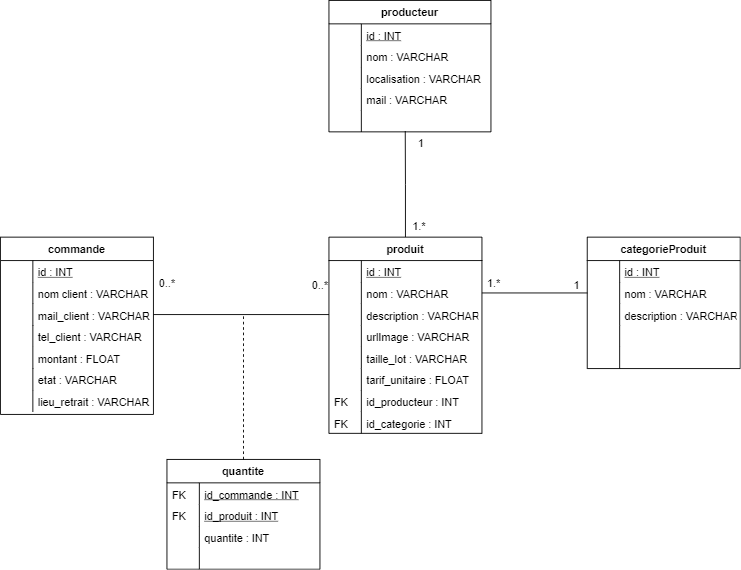 producteur
id : INT
nom : VARCHAR
localisation : VARCHAR
mail : VARCHAR
1
1.*
commande
id : INT
nom client : VARCHAR
mail_client : VARCHAR
tel_client : VARCHAR
montant : FLOAT
etat : VARCHAR
lieu_retrait : VARCHAR
0..*
0..*
produit
id : INT
nom : VARCHAR
description : VARCHAR
urlImage : VARCHAR
taille_lot : VARCHAR
tarif_unitaire : FLOAT
FK id_producteur : INT
FK id_categorie : INT
1.*
1
categorieProduit
id : INT
nom : VARCHAR
description : VARCHAR
quantite
FK id_commande : INT
FK id_produit : INT
quantite : INT